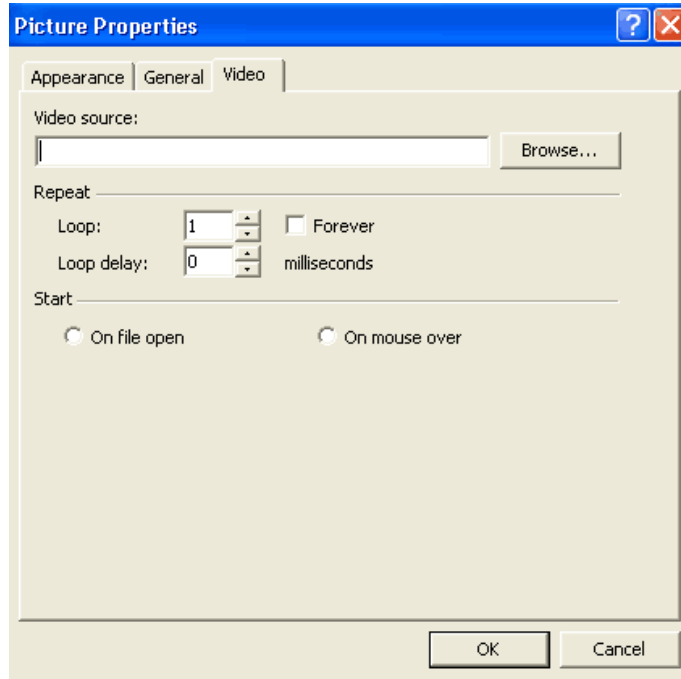 Picture Properties
Appearance General Video
Video source:
Browse...
Repeat
Loop: 1 Forever
Loop delay: 0 milliseconds
Start
On file open On mouse over
OK Cancel